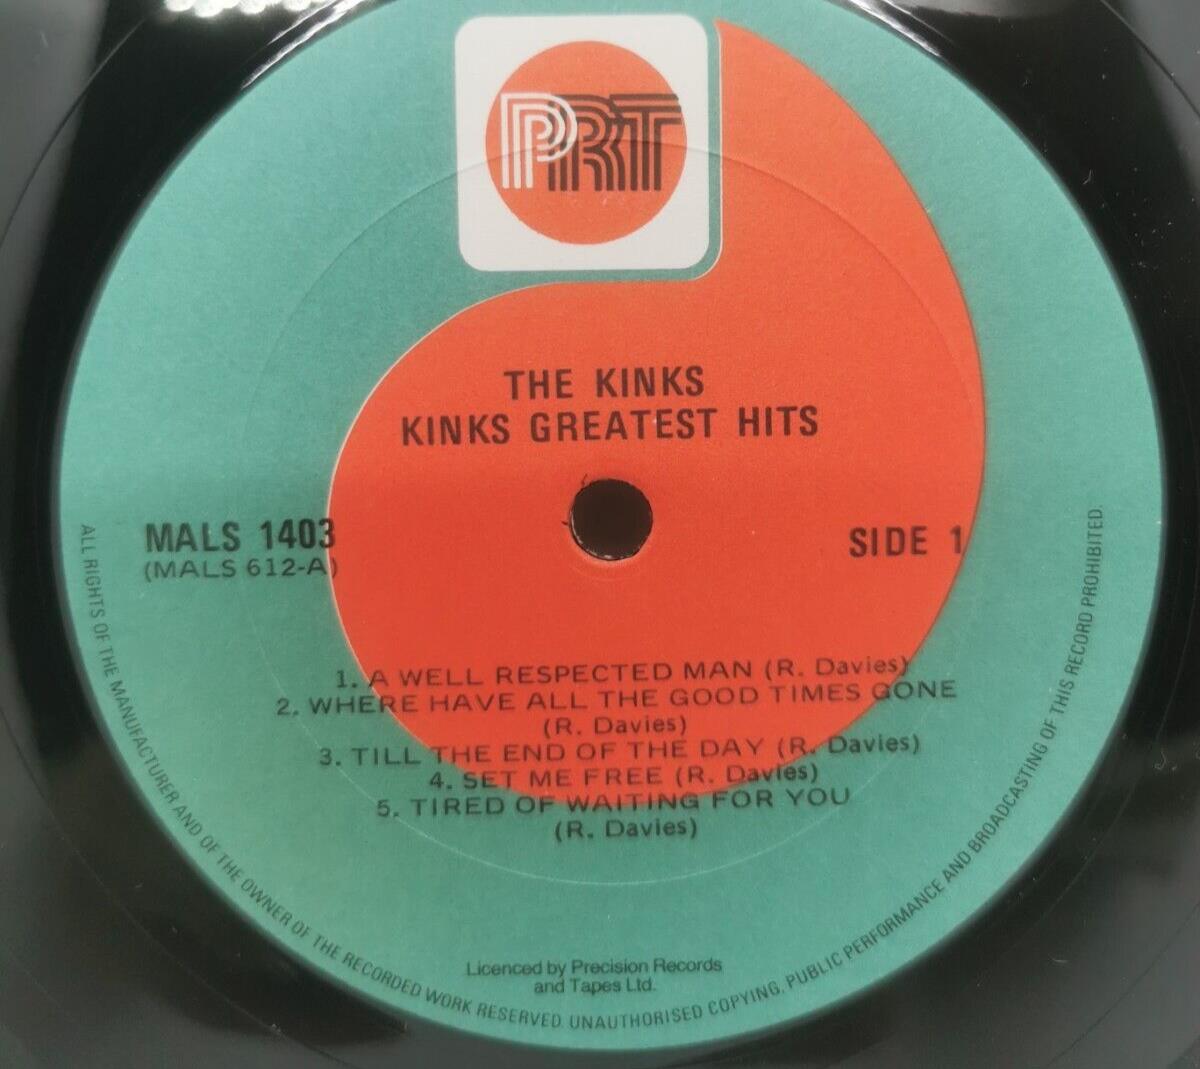 PRT
THE KINKS
KINKS GREATEST HITS
MALS 1403
(MALS 612-A)
SIDE 1
1. A WELL RESPECTED MAN (R. Davies)
2. WHERE HAVE ALL THE GOOD TIMES GONE
(R. Davies)
3. TILL THE END OF THE DAY (R. Davies)
4. SET ME FREE (R. Davies)
5. TIRED OF WAITING FOR YOU
(R. Davies)
Licenced by Precision Records
and Tapes Ltd.
ALL RIGHTS OF THE MANUFACTURER AND OF THE OWNER OF THE RECORDED WORK RESERVED. UNAUTHORISED COPYING, PUBLIC PERFORMANCE AND BROADCASTING OF THIS RECORD PROHIBITED.